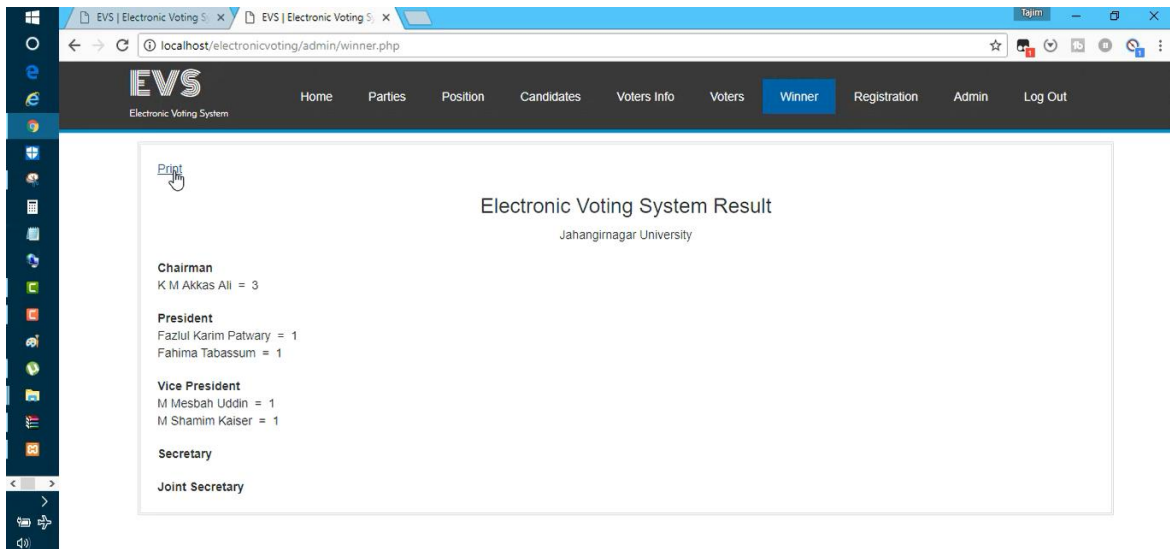 EVS | Electronic Voting S
EVS | Electronic Voting S
Tajim
localhost/electronicvoting/admin/winner.php
EVS
Electronic Voting System
Home Parties Position Candidates Voters Info Voters Winner Registration Admin Log Out
Print
Electronic Voting System Result
Jahangirnagar University
Chairman
K M Akkas Ali = 3
President
Fazlul Karim Patwary = 1
Fahima Tabassum = 1
Vice President
M Mesbah Uddin = 1
M Shamim Kaiser = 1
Secretary
Joint Secretary